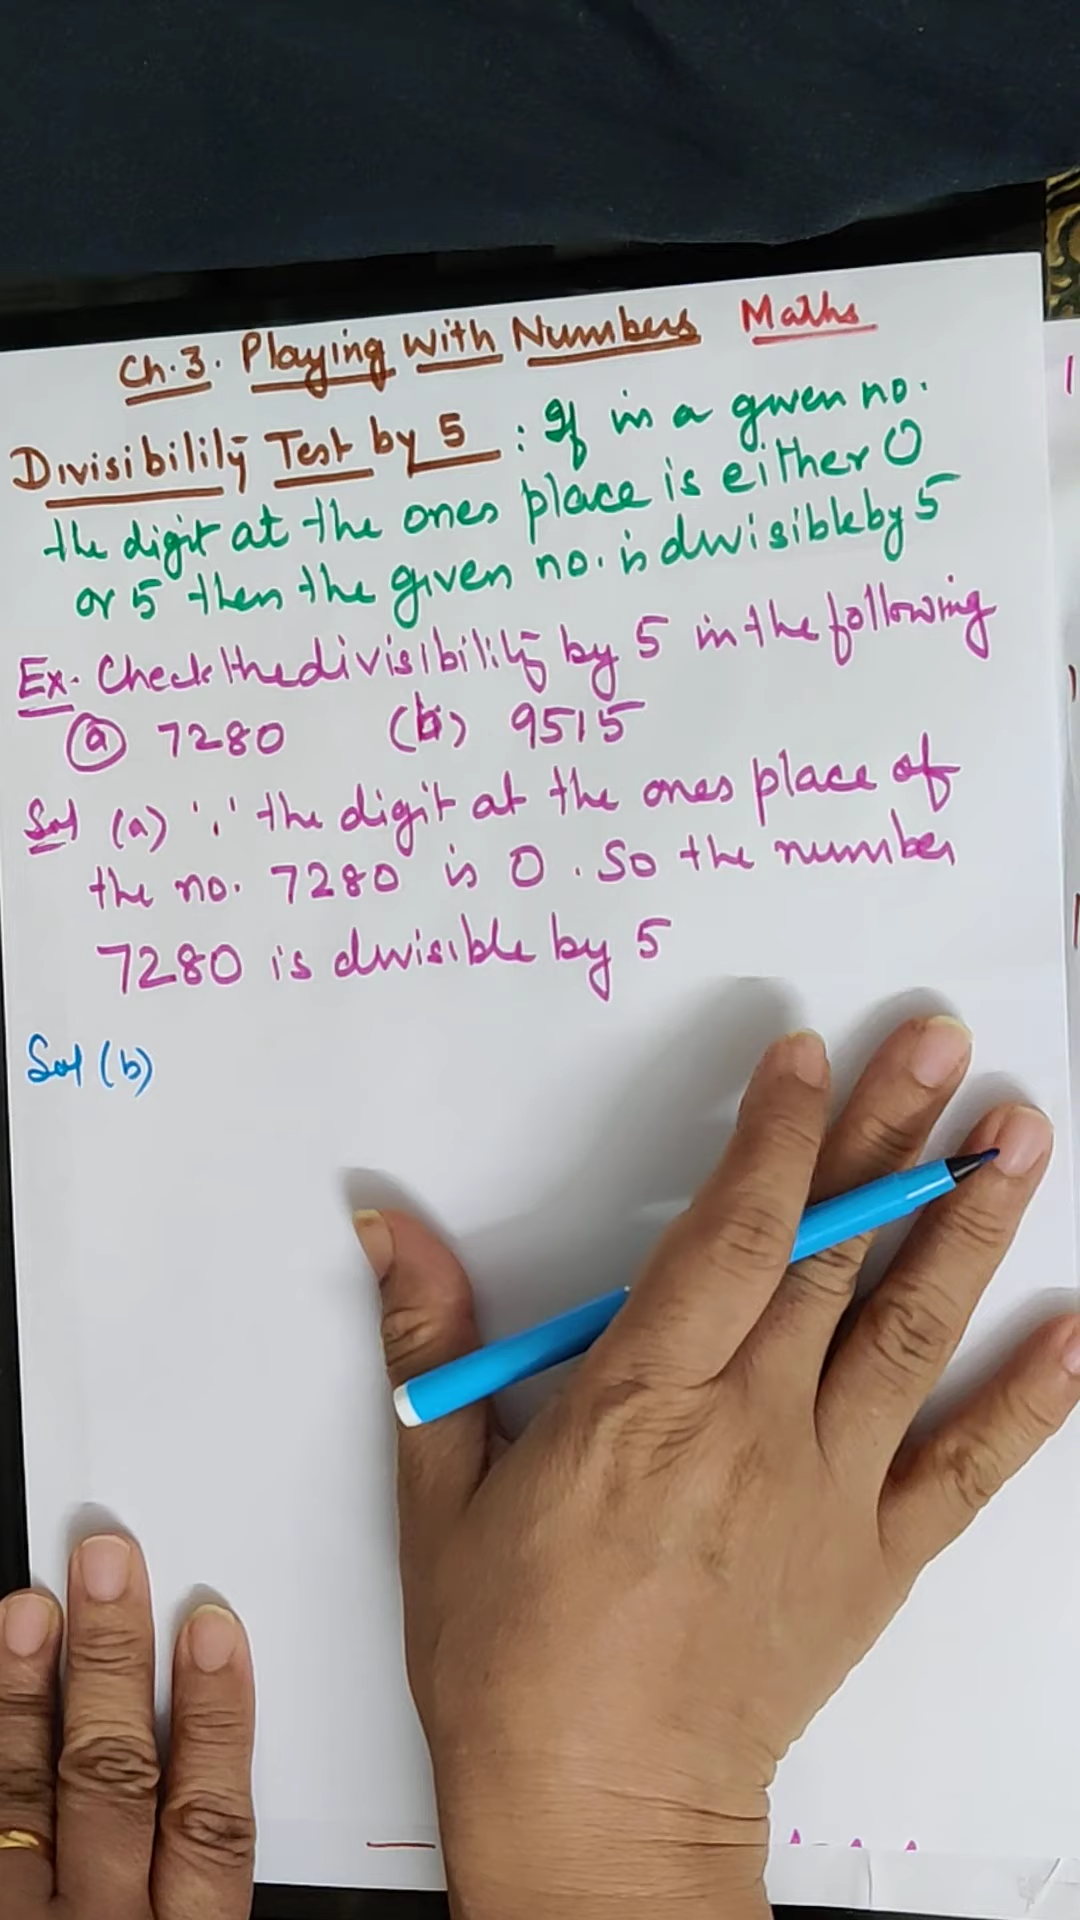 Ch.3. Playing with Numbers Maths
Divisibility Test by 5 : If in a given no.
the digit at the ones place is either 0
or 5 then the given no. is divisible by 5
Ex. Check the divisibility by 5 in the following
(a) 7280 (b) 9515
Sol (a) ∵ the digit at the ones place of
the no. 7280 is 0. So the number
7280 is divisible by 5
Sol (b)